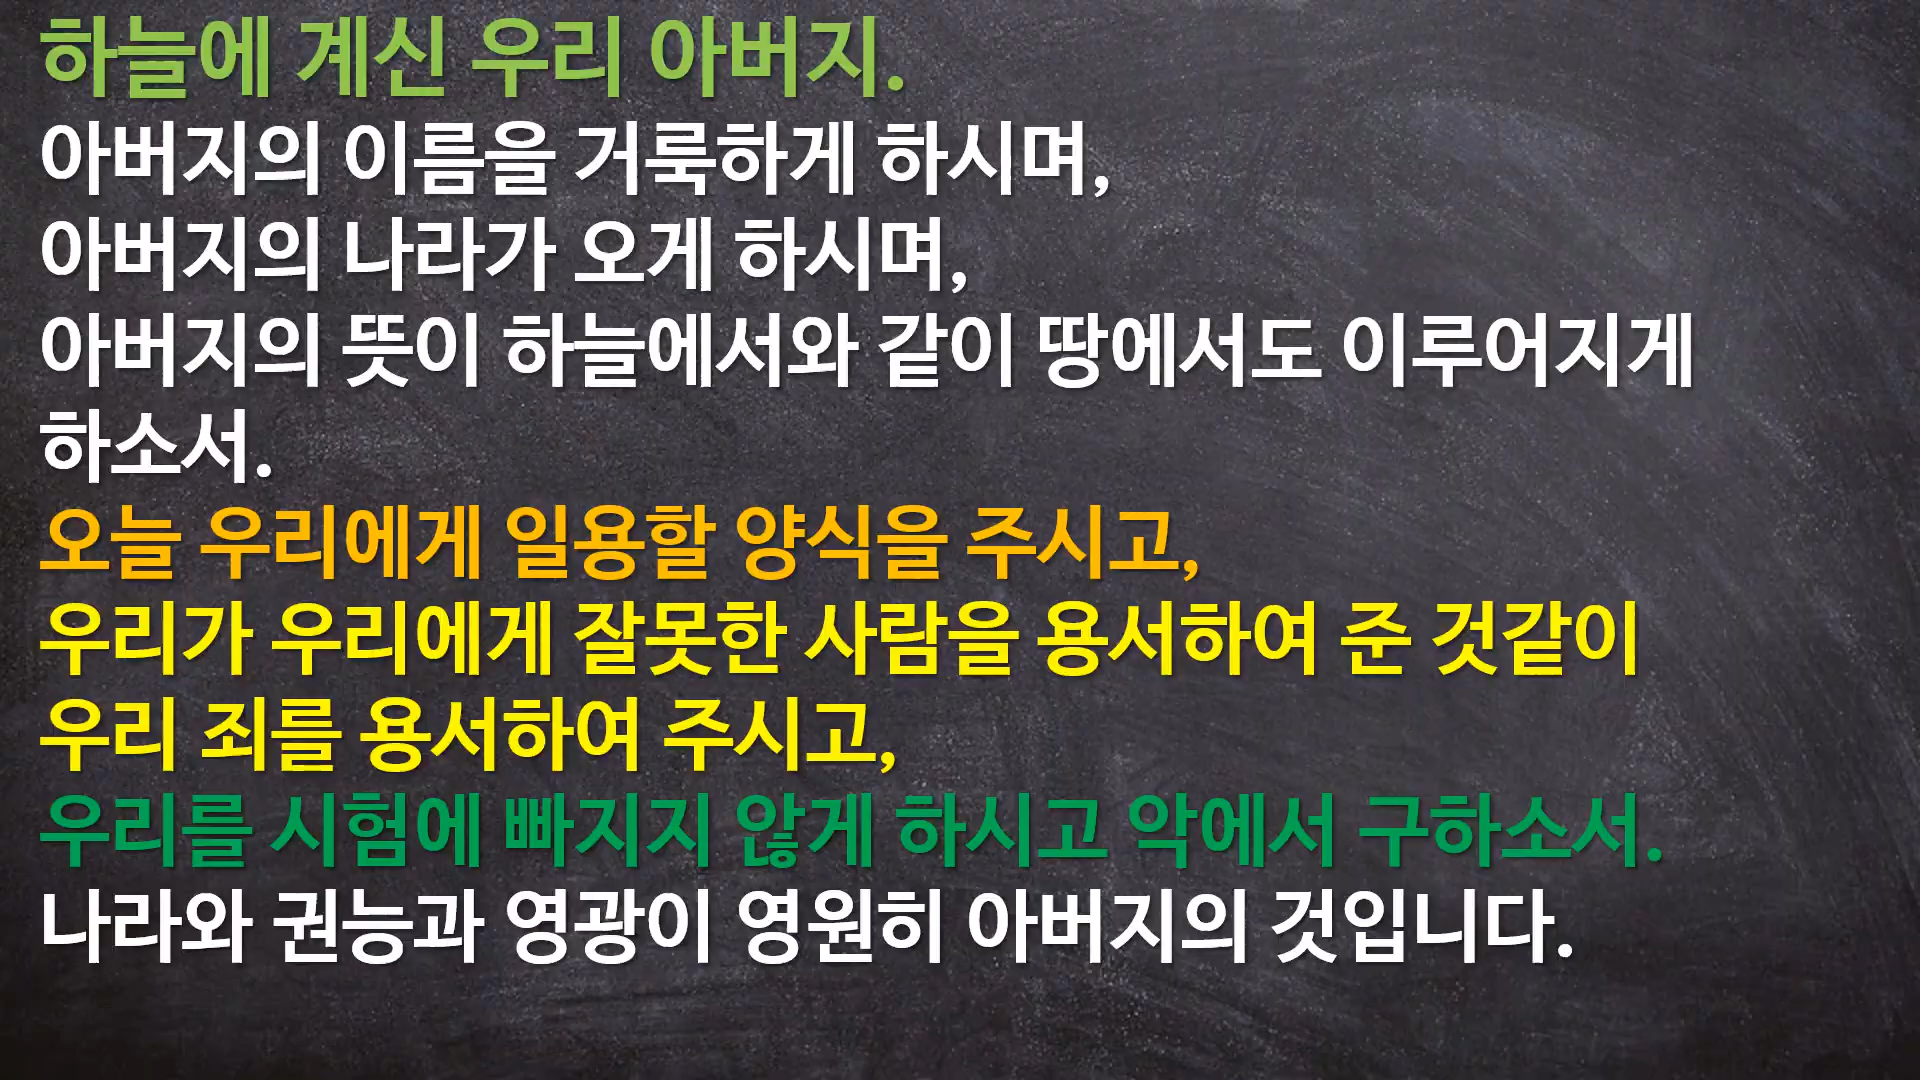 하늘에 계신 우리 아버지.
아버지의 이름을 거룩하게 하시며,
아버지의 나라가 오게 하시며,
아버지의 뜻이 하늘에서와 같이 땅에서도 이루어지게
하소서.
오늘 우리에게 일용할 양식을 주시고,
우리가 우리에게 잘못한 사람을 용서하여 준 것같이
우리 죄를 용서하여 주시고,
우리를 시험에 빠지지 않게 하시고 악에서 구하소서.
나라와 권능과 영광이 영원히 아버지의 것입니다.